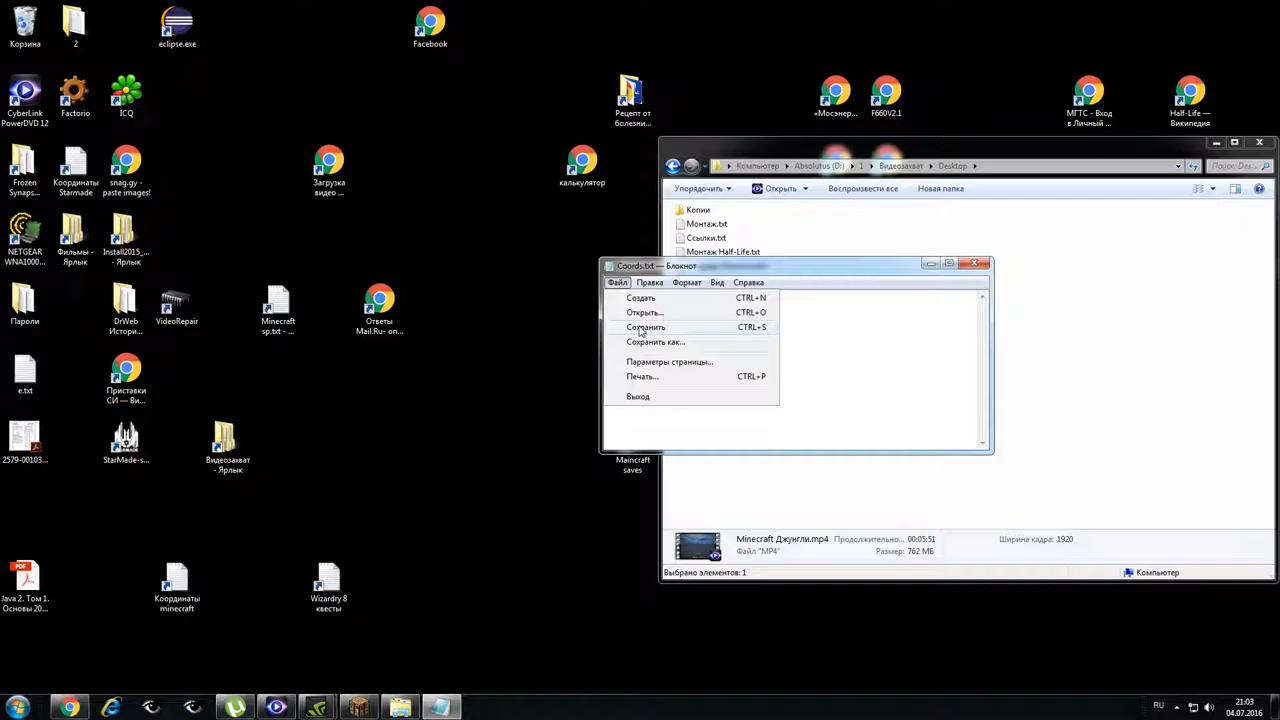 Корзина
2
eclipse.exe
Facebook
CyberLink
PowerDVD 12
Factorio
ICQ
Рецепт от
болезни...
«Мосэнер...
F660V2.1
МГТС - Вход
в Личный ...
Half-Life —
Википедия
Frozen
Synaps...
Координаты
Starmade
snag.gy -
paste images!
Загрузка
видео ...
калькулятор
NETGEAR
WNA1000...
Фильмы -
Ярлык
Install2015_...
- Ярлык
Пароли
DrWeb
Истори...
VideoRepair
Minecraft
sp.txt - ...
Ответы
Mail.Ru- оп...
e.txt
Приставки
СИ — Ви...
2579-00103...
StarMade-s...
Видеозахват
- Ярлык
Maincraft
saves
PDF
Java 2. Том 1.
Основы 20...
Координаты
minecraft
Wizardry 8
квесты
Компьютер
Absolutus (D:)
1
Видеозахват
Desktop
Поиск: Des...
Упорядочить
Открыть
Воспроизвести все
Новая папка
Копии
Монтаж.txt
Ссылки.txt
Монтаж Half-Life.txt
Coords.txt — Блокнот
Файл Правка Формат Вид Справка
Создать CTRL+N
Открыть... CTRL+O
Сохранить CTRL+S
Сохранить как...
Параметры страницы...
Печать... CTRL+P
Выход
Minecraft Джунгли.mp4 Продолжительно... 00:05:51 Ширина кадра: 1920
Файл "MP4" Размер: 762 МБ
Выбрано элементов: 1
Компьютер
RU
21:03
04.07.2016